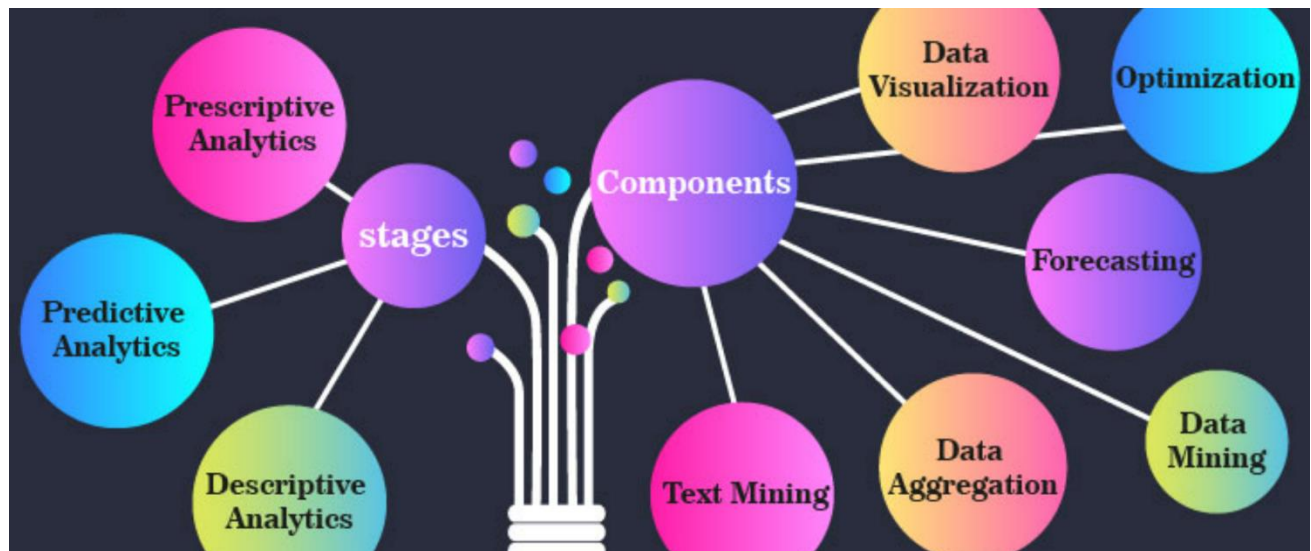 Prescriptive
Analytics
stages
Predictive
Analytics
Descriptive
Analytics
Components
Data
Visualization
Optimization
Forecasting
Data
Mining
Data
Aggregation
Text Mining